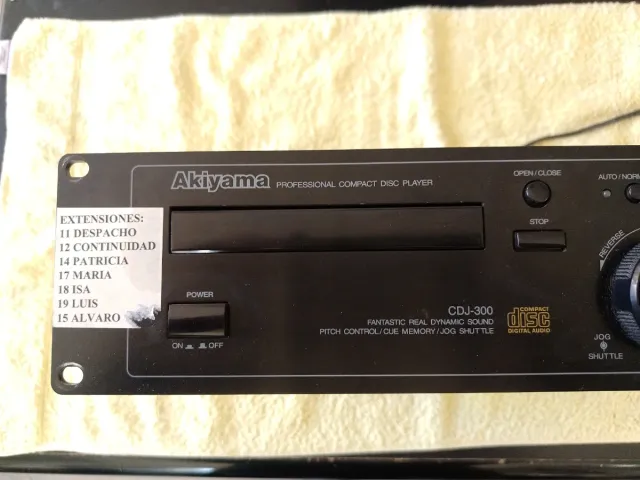 Akiyama PROFESSIONAL COMPACT DISC PLAYER
OPEN/CLOSE
STOP
REVERSE
EXTENSIONES:
11 DESPACHO
12 CONTINUIDAD
14 PATRICIA
17 MARIA
18 ISA
19 LUIS
15 ALVARO
POWER
ON OFF
CDJ-300
FANTASTIC REAL DYNAMIC SOUND
PITCH CONTROL/CUE MEMORY/JOG SHUTTLE
COMPACT
disc
DIGITAL AUDIO
JOG
SHUTTLE